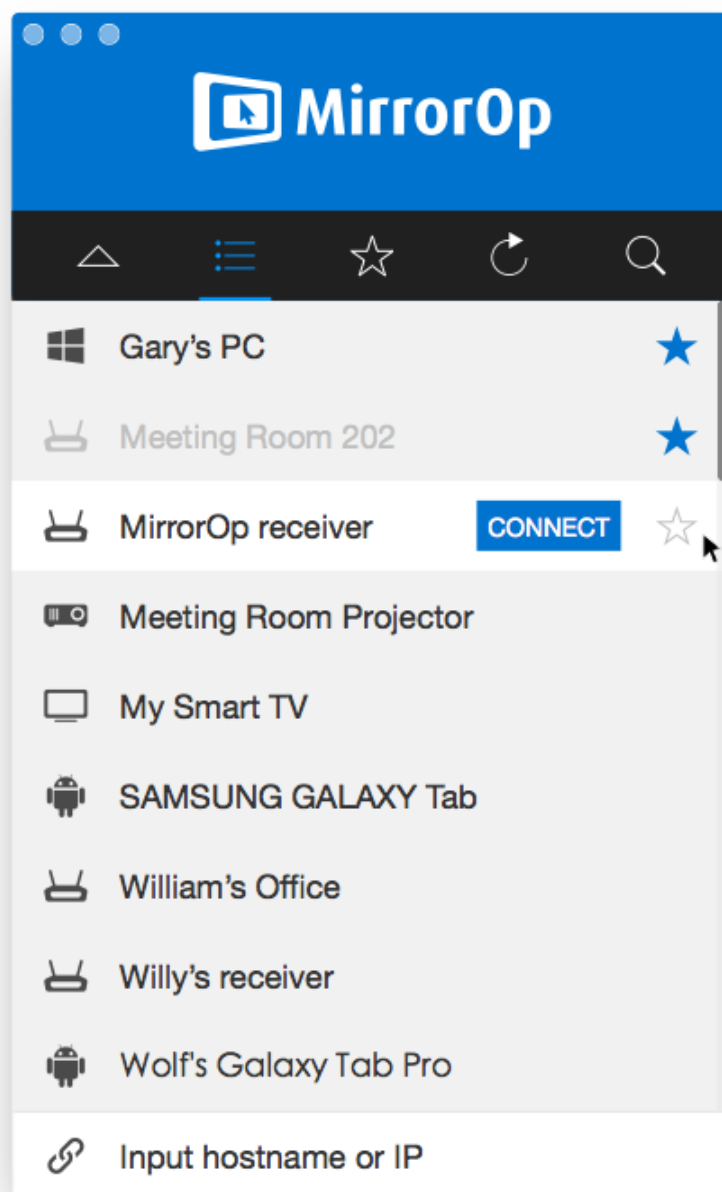 MirrorOp
Gary’s PC
Meeting Room 202
MirrorOp receiver CONNECT
Meeting Room Projector
My Smart TV
SAMSUNG GALAXY Tab
William’s Office
Willy’s receiver
Wolf's Galaxy Tab Pro
Input hostname or IP